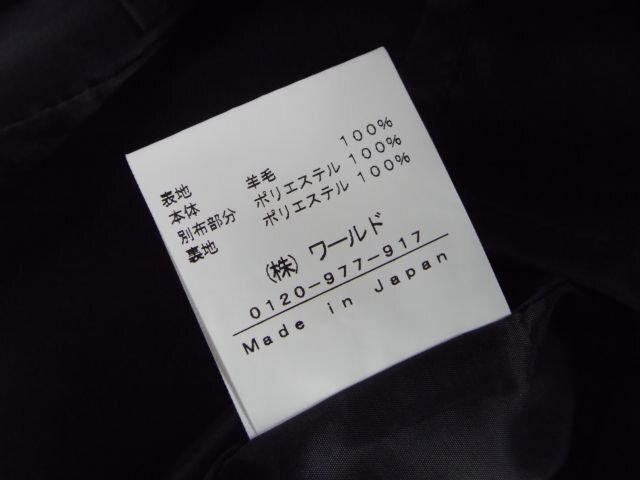 表地
本体 羊毛 100%
別布部分 ポリエステル 100%
裏地 ポリエステル 100%
(株) ワールド
0120-977-917
Made in Japan